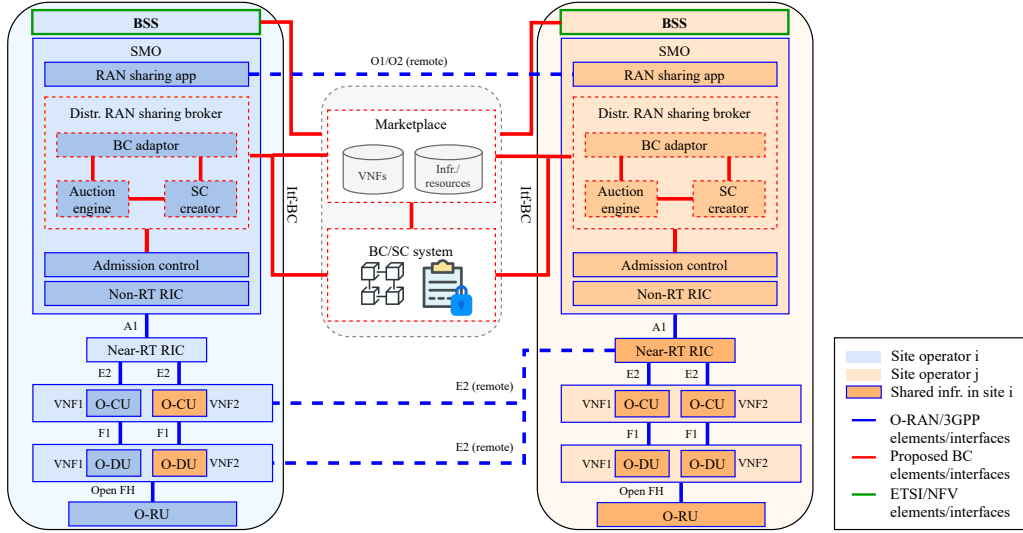 BSS
SMO
RAN sharing app
Distr. RAN sharing broker
BC adaptor
Auction
engine
SC
creator
Admission control
Non-RT RIC
A1
Near-RT RIC
E2
E2
VNF1
O-CU
O-CU
VNF2
F1
F1
VNF1
O-DU
O-DU
VNF2
Open FH
O-RU
O1/O2 (remote)
Marketplace
VNFs
Infr./
resources
Itf-BC
Itf-BC
BC/SC system
E2 (remote)
E2 (remote)
BSS
SMO
RAN sharing app
Distr. RAN sharing broker
BC adaptor
Auction
engine
SC
creator
Admission control
Non-RT RIC
A1
Near-RT RIC
E2
E2
VNF1
O-CU
O-CU
VNF2
F1
F1
VNF1
O-DU
O-DU
VNF2
Open FH
O-RU
Site operator i
Site operator j
Shared infr. in site i
O-RAN/3GPP
elements/interfaces
Proposed BC
elements/interfaces
ETSI/NFV
elements/interfaces